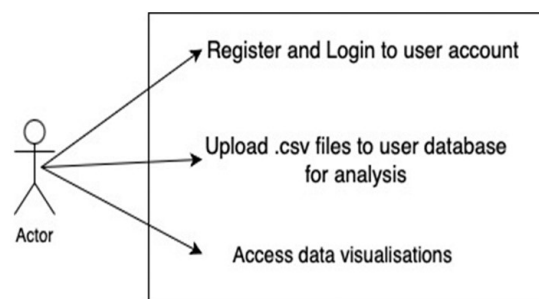 Register and Login to user account
Upload .csv files to user database
for analysis
Actor
Access data visualisations